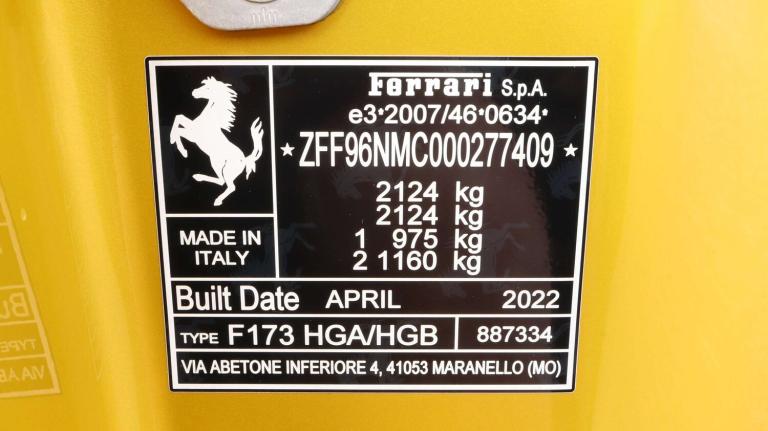 Ferrari S.p.A.
e3*2007/46*0634*
★ ZFF96NMC000277409 ★
2124 kg
2124 kg
1 975 kg
2 1160 kg
MADE IN
ITALY
Built Date APRIL 2022
TYPE F173 HGA/HGB 887334
VIA ABETONE INFERIORE 4, 41053 MARANELLO (MO)